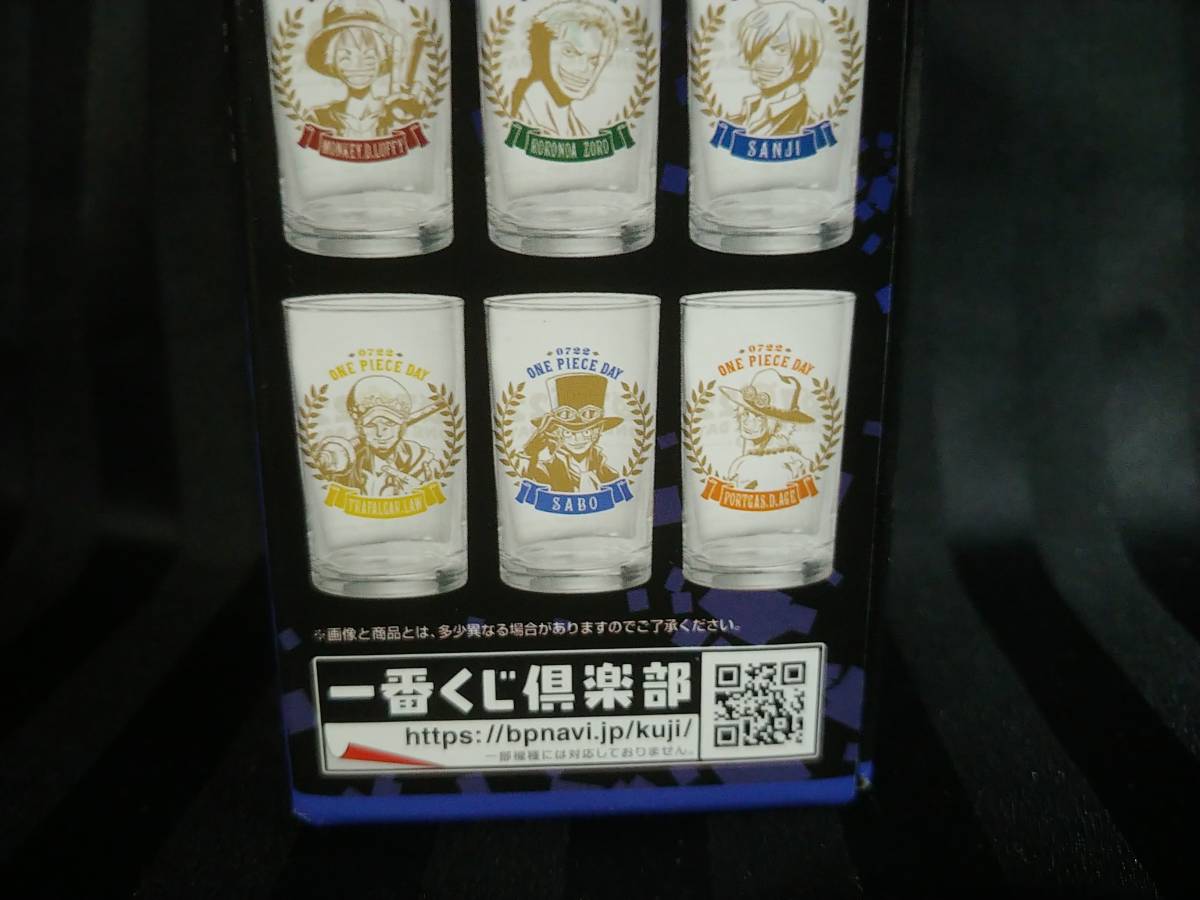 MONKEY.D.LUFFY
RORONOA ZORO
SANJI
0722
ONE PIECE DAY
TRAFALGAR.LAW
0722
ONE PIECE DAY
SABO
0722
ONE PIECE DAY
PORTGAS.D.ACE
※画像と商品とは、多少異なる場合がありますのでご了承ください。
一番くじ倶楽部
https://bpnavi.jp/kuji/
一部機種には対応しておりません。